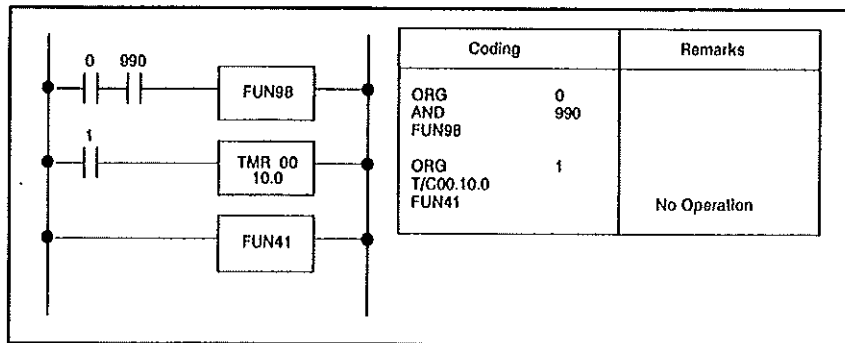 0 990
FUN98
1
TMR 00
10.0
FUN41
Coding Remarks
ORG 0
AND 990
FUN98
ORG 1
T/C00.10.0
FUN41 No Operation